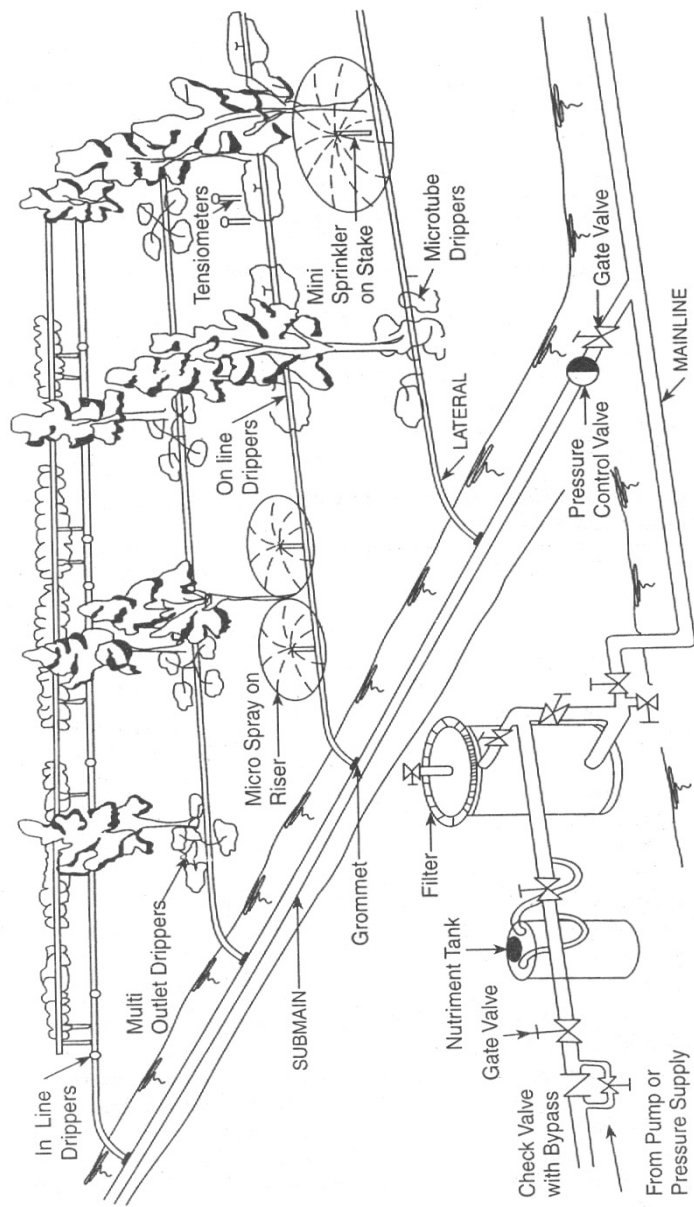 In Line
Drippers
Multi
Outlet Drippers
Micro Spray on
Riser
On line
Drippers
Tensiometers
Mini
Sprinkler
on Stake
Microtube
Drippers
LATERAL
SUBMAIN
Grommet
Gate Valve
Pressure
Control Valve
MAINLINE
Filter
Nutriment Tank
Gate Valve
Check Valve
with Bypass
From Pump or
Pressure Supply